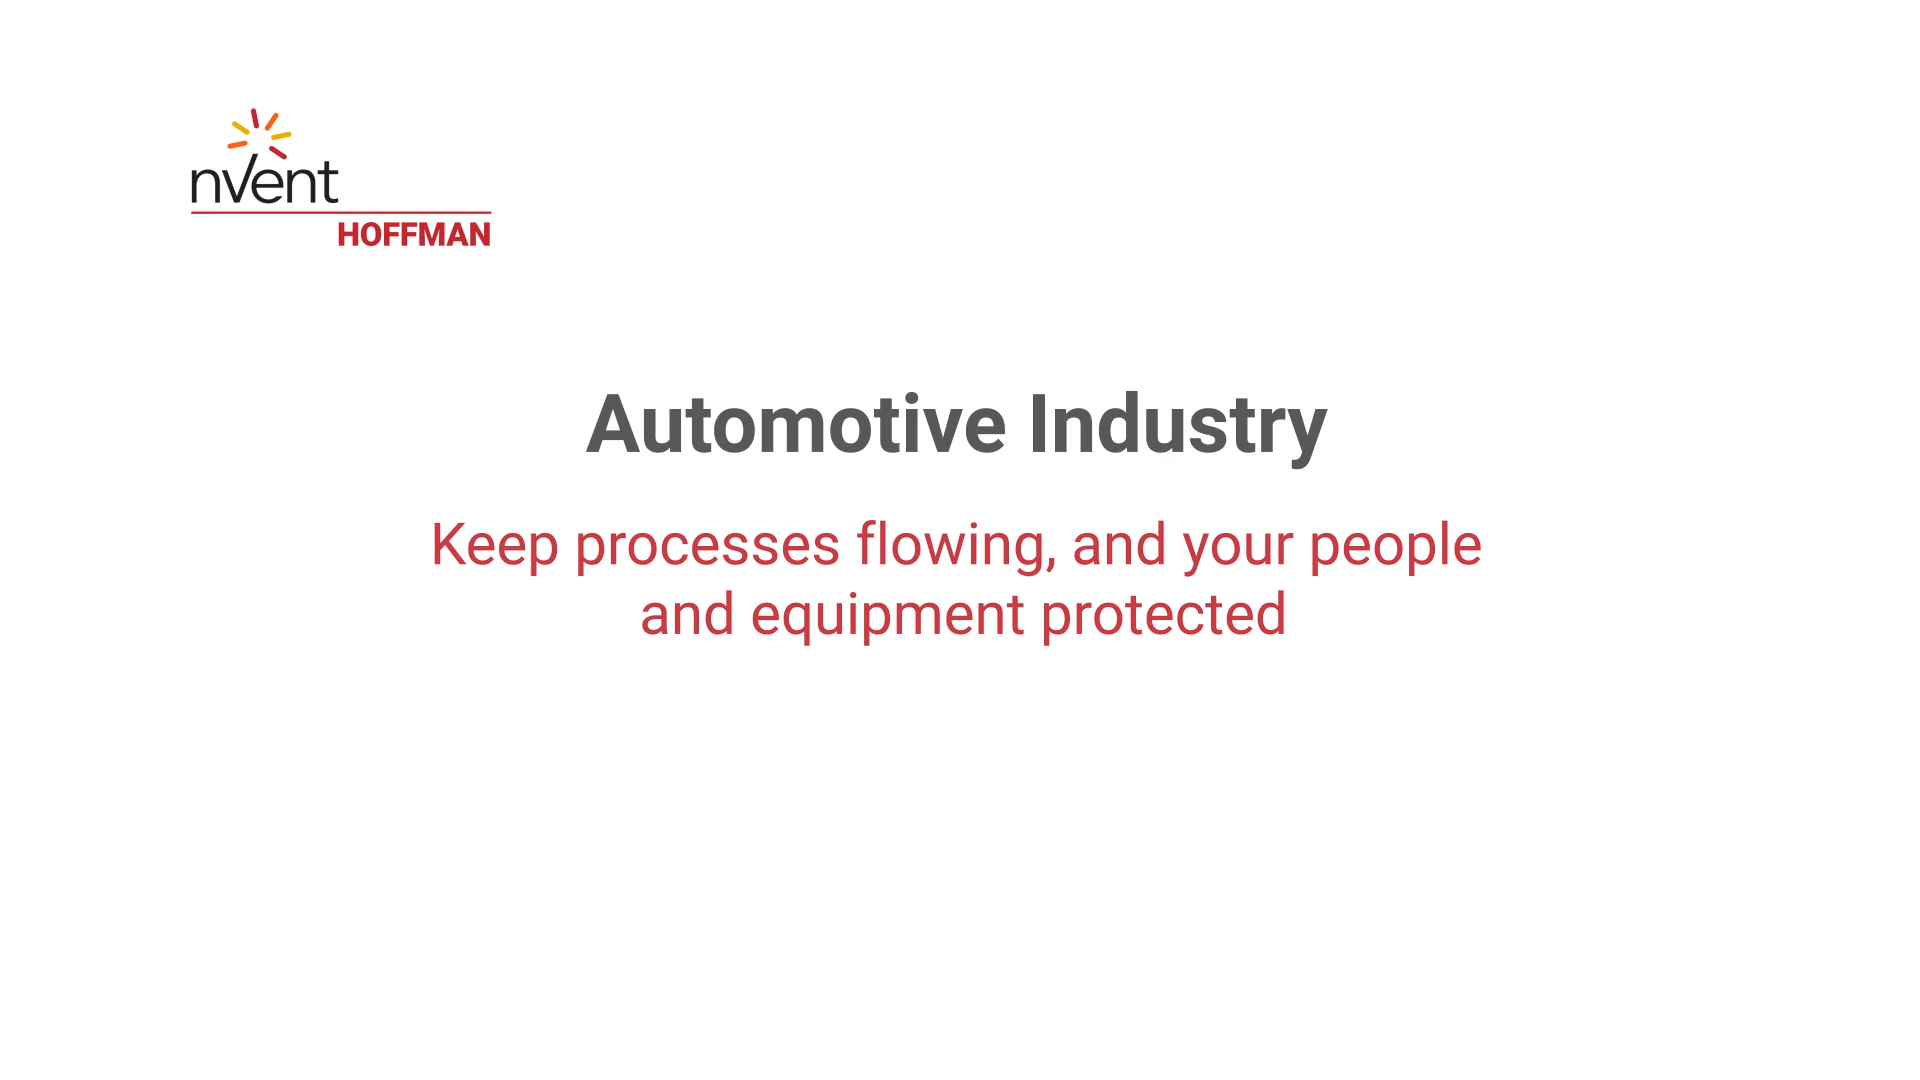 nVent
HOFFMAN
Automotive Industry
Keep processes flowing, and your people
and equipment protected